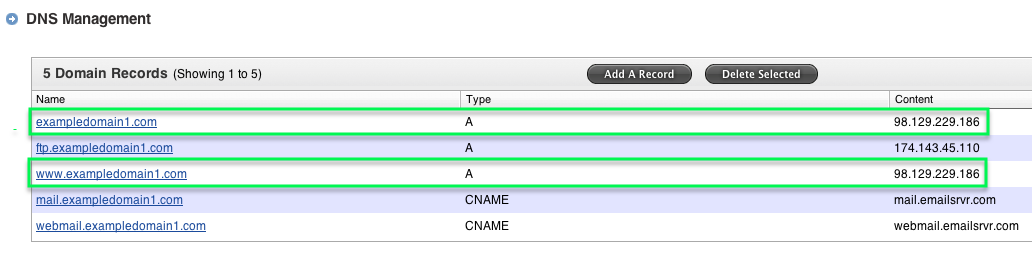 DNS Management
5 Domain Records (Showing 1 to 5) Add A Record Delete Selected
Name Type Content
exampledomain1.com A 98.129.229.186
ftp.exampledomain1.com A 174.143.45.110
www.exampledomain1.com A 98.129.229.186
mail.exampledomain1.com CNAME mail.emailsrvr.com
webmail.exampledomain1.com CNAME webmail.emailsrvr.com